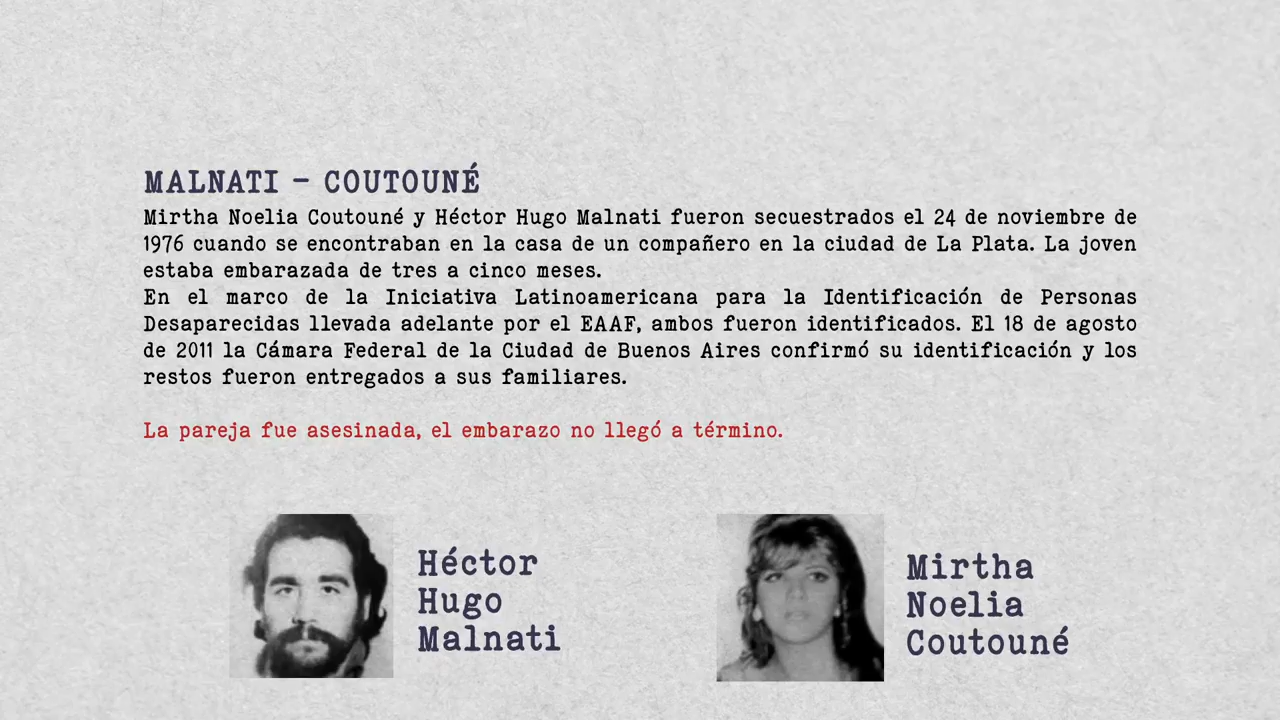 MALNATI – COUTOUNÉ
Mirtha Noelia Coutouné y Héctor Hugo Malnati fueron secuestrados el 24 de noviembre de
1976 cuando se encontraban en la casa de un compañero en la ciudad de La Plata. La joven
estaba embarazada de tres a cinco meses.
En el marco de la Iniciativa Latinoamericana para la Identificación de Personas
Desaparecidas llevada adelante por el EAAF, ambos fueron identificados. El 18 de agosto
de 2011 la Cámara Federal de la Ciudad de Buenos Aires confirmó su identificación y los
restos fueron entregados a sus familiares.
La pareja fue asesinada, el embarazo no llegó a término.
Héctor
Hugo
Malnati
Mirtha
Noelia
Coutouné